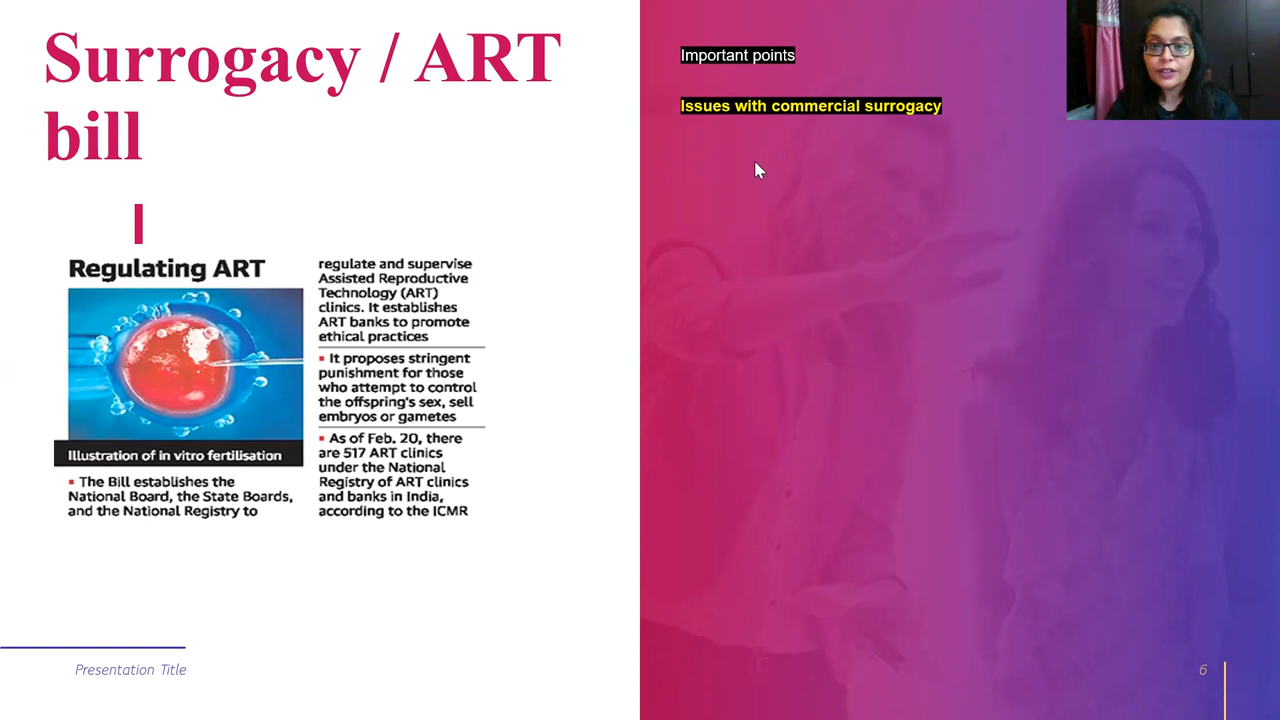 Surrogacy / ART
bill
Regulating ART
Illustration of in vitro fertilisation
▪ The Bill establishes the
National Board, the State Boards,
and the National Registry to
regulate and supervise
Assisted Reproductive
Technology (ART)
clinics. It establishes
ART banks to promote
ethical practices
▪ It proposes stringent
punishment for those
who attempt to control
the offspring's sex, sell
embryos or gametes
▪ As of Feb. 20, there
are 517 ART clinics
under the National
Registry of ART clinics
and banks in India,
according to the ICMR
Presentation Title
Important points
Issues with commercial surrogacy
6